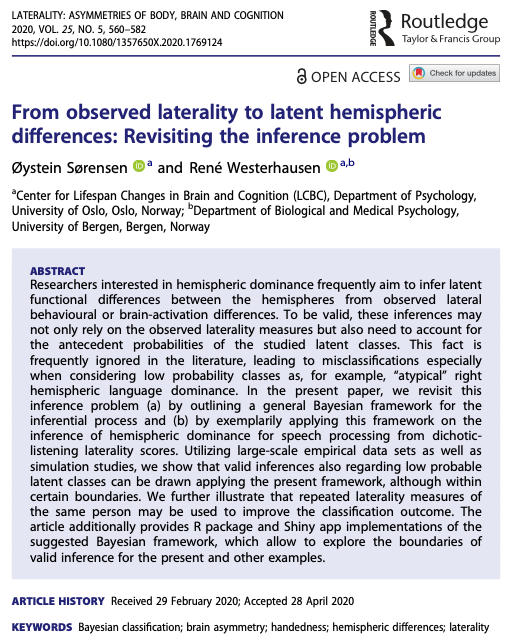 LATERALITY: ASYMMETRIES OF BODY, BRAIN AND COGNITION
2020, VOL. 25, NO. 5, 560–582
https://doi.org/10.1080/1357650X.2020.1769124
ROUTLEDGE
Routledge
Taylor & Francis Group
OPEN ACCESS
Check for updates
From observed laterality to latent hemispheric
differences: Revisiting the inference problem
Øystein Sørensen iD a and René Westerhausen iD a,b
aCenter for Lifespan Changes in Brain and Cognition (LCBC), Department of Psychology,
University of Oslo, Oslo, Norway; bDepartment of Biological and Medical Psychology,
University of Bergen, Bergen, Norway
ABSTRACT
Researchers interested in hemispheric dominance frequently aim to infer latent
functional differences between the hemispheres from observed lateral
behavioural or brain-activation differences. To be valid, these inferences may
not only rely on the observed laterality measures but also need to account for
the antecedent probabilities of the studied latent classes. This fact is
frequently ignored in the literature, leading to misclassifications especially
when considering low probability classes as, for example, “atypical” right
hemispheric language dominance. In the present paper, we revisit this
inference problem (a) by outlining a general Bayesian framework for the
inferential process and (b) by exemplarily applying this framework on the
inference of hemispheric dominance for speech processing from dichotic-
listening laterality scores. Utilizing large-scale empirical data sets as well as
simulation studies, we show that valid inferences also regarding low probable
latent classes can be drawn applying the present framework, although within
certain boundaries. We further illustrate that repeated laterality measures of
the same person may be used to improve the classification outcome. The
article additionally provides R package and Shiny app implementations of the
suggested Bayesian framework, which allow to explore the boundaries of
valid inference for the present and other examples.
ARTICLE HISTORY Received 29 February 2020; Accepted 28 April 2020
KEYWORDS Bayesian classification; brain asymmetry; handedness; hemispheric differences; laterality